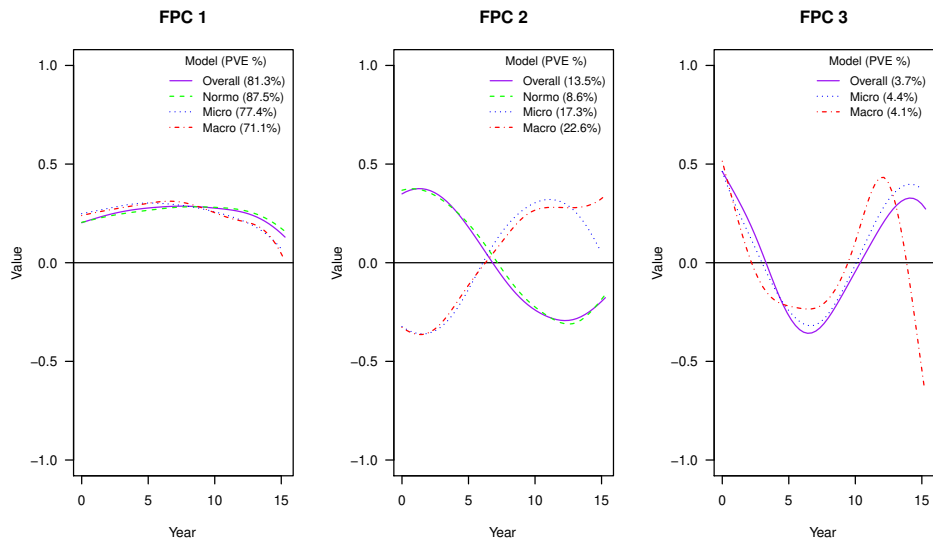 FPC 1
Model (PVE %)
Overall (81.3%)
Normo (87.5%)
Micro (77.4%)
Macro (71.1%)
1.0
0.5
0.0
−0.5
−1.0
Value
0 5 10 15
Year
FPC 2
Model (PVE %)
Overall (13.5%)
Normo (8.6%)
Micro (17.3%)
Macro (22.6%)
1.0
0.5
0.0
−0.5
−1.0
Value
0 5 10 15
Year
FPC 3
Model (PVE %)
Overall (3.7%)
Micro (4.4%)
Macro (4.1%)
1.0
0.5
0.0
−0.5
−1.0
Value
0 5 10 15
Year